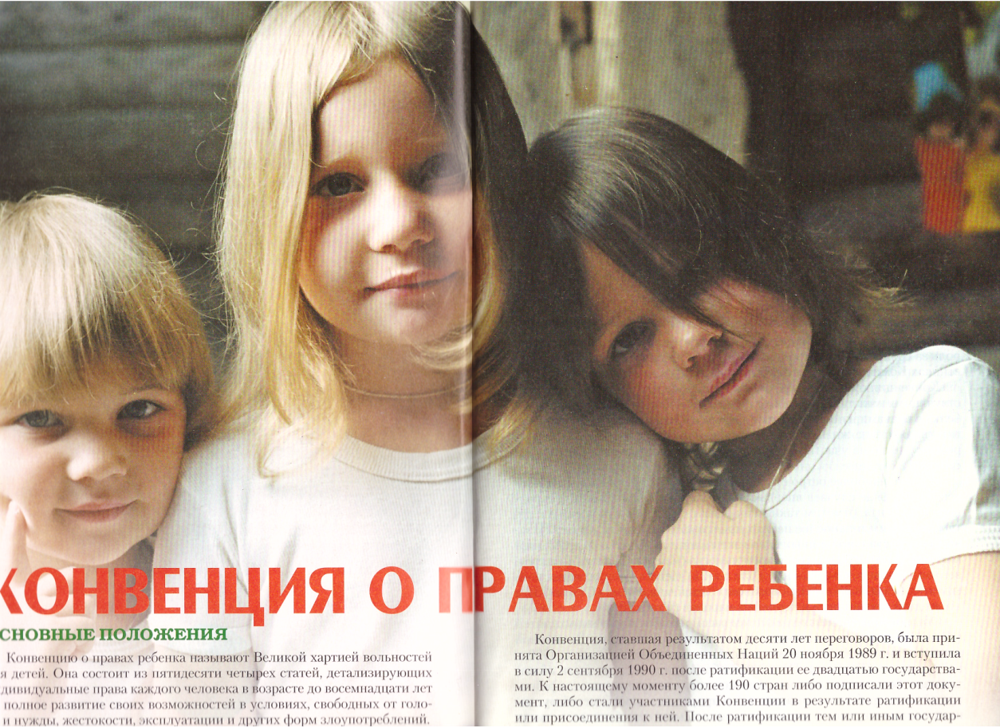 КОНВЕНЦИЯ О ПРАВАХ РЕБЕНКА
СНОВНЫЕ ПОЛОЖЕНИЯ
Конвенцию о правах ребенка называют Великой хартией вольностей
я детей. Она состоит из пятидесяти четырех статей, детализирующих
дивидуальные права каждого человека в возрасте до восемнадцати лет
полное развитие своих возможностей в условиях, свободных от голо-
и нужды, жестокости, эксплуатации и других форм злоупотреблений.
Конвенция, ставшая результатом десяти лет переговоров, была при-
нята Организацией Объединенных Наций 20 ноября 1989 г. и вступила
в силу 2 сентября 1990 г. после ратификации ее двадцатью государства-
ми. К настоящему моменту более 190 стран либо подписали этот доку-
мент, либо стали участниками Конвенции в результате ратификации
или присоединения к ней. После ратификации тем или иным государ-